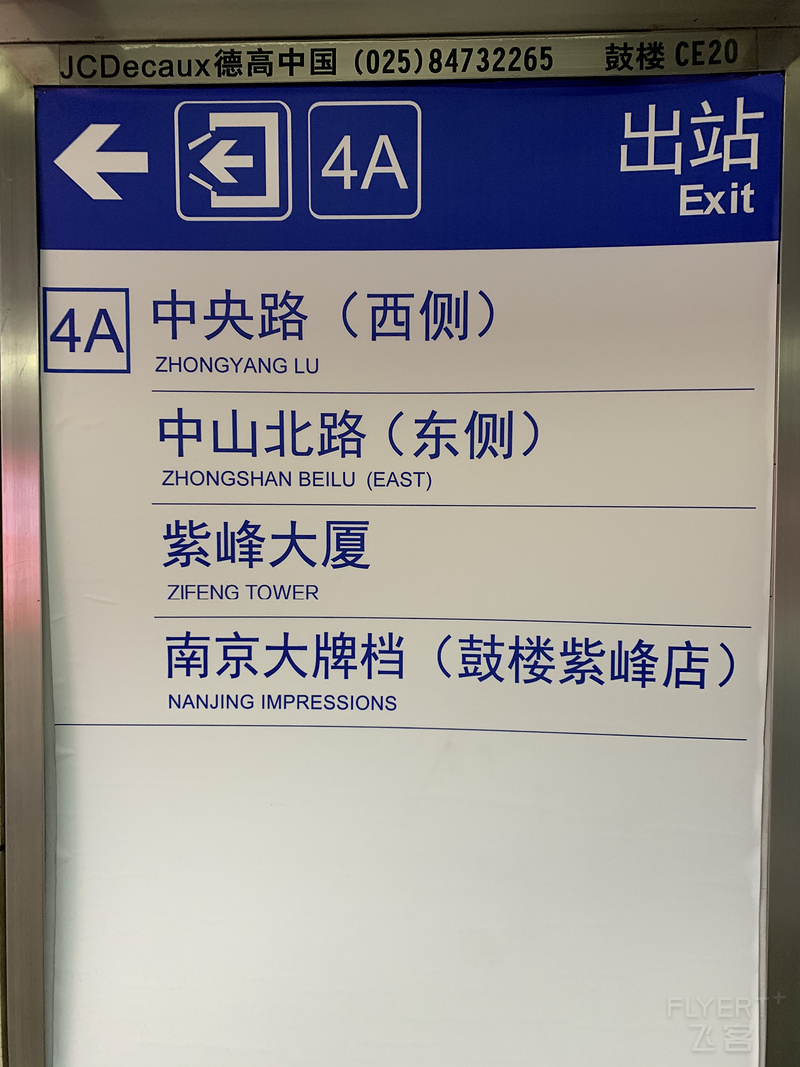 JCDecaux德高中国 (025)84732265 鼓楼 CE20
4A
出站
Exit
4A
中央路（西侧）
ZHONGYANG LU
中山北路（东侧）
ZHONGSHAN BEILU (EAST)
紫峰大厦
ZIFENG TOWER
南京大牌档（鼓楼紫峰店）
NANJING IMPRESSIONS
FLYERT+
飞客